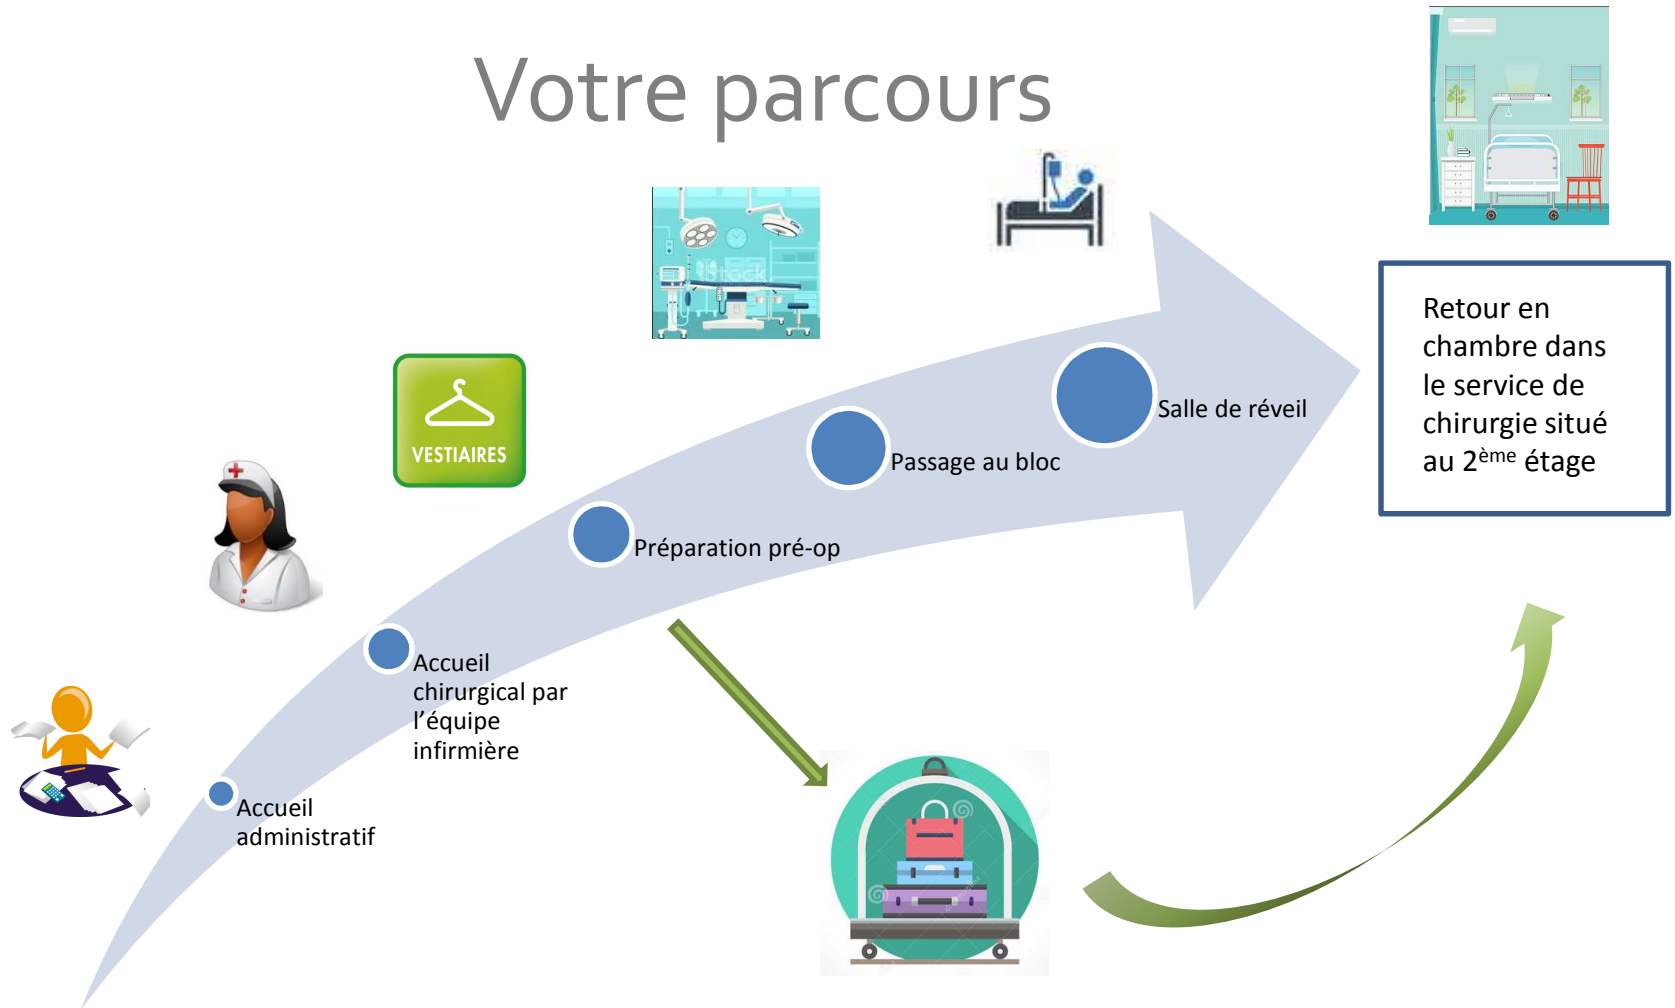 Votre parcours
VESTIAIRES
Accueil
administratif
Accueil
chirurgical par
l’équipe
infirmière
Préparation pré-op
Passage au bloc
Salle de réveil
Retour en
chambre dans
le service de
chirurgie situé
au 2ème étage